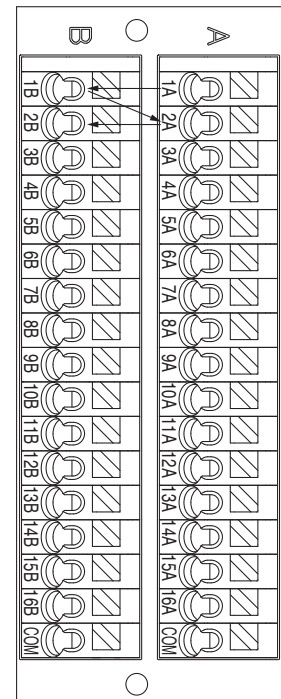 B A
1B 1A
2B 2A
3B 3A
4B 4A
5B 5A
6B 6A
7B 7A
8B 8A
9B 9A
10B 10A
11B 11A
12B 12A
13B 13A
14B 14A
15B 15A
16B 16A
COM COM